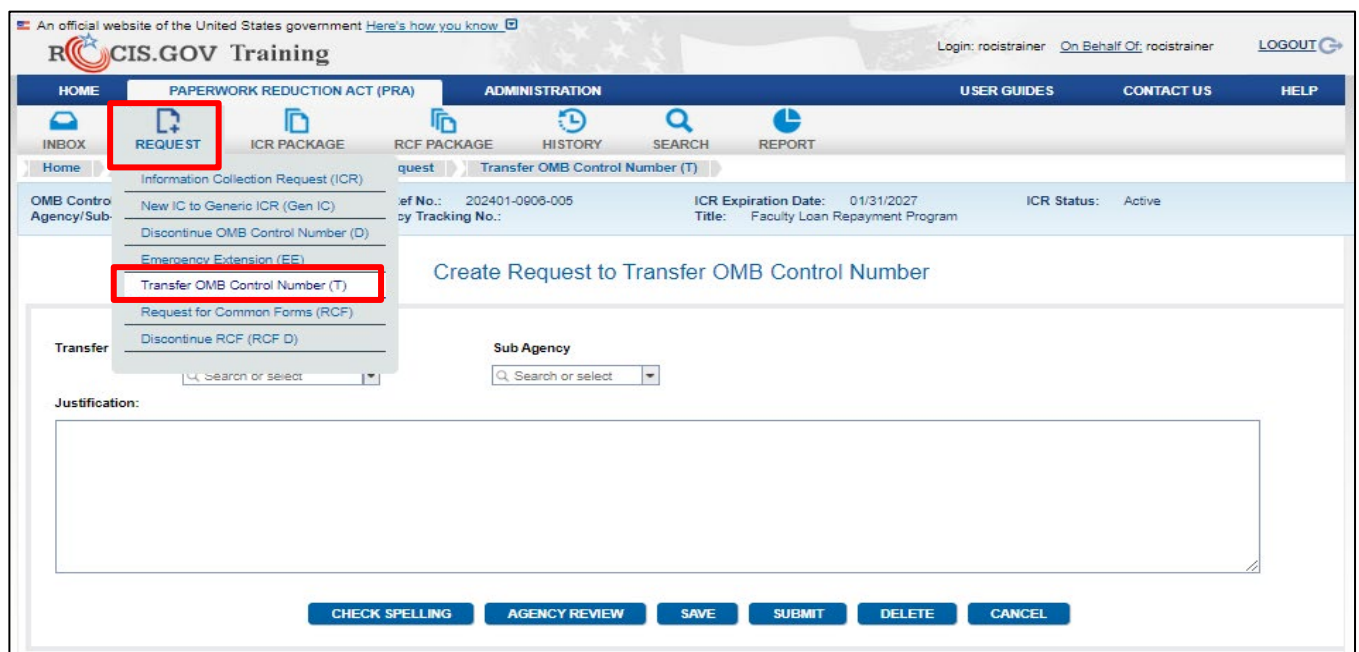 An official website of the United States government Here's how you know
ROCIS.GOV Training
Login: rocistrainer On Behalf Of: rocistrainer LOGOUT
HOME PAPERWORK REDUCTION ACT (PRA) ADMINISTRATION USER GUIDES CONTACT US HELP
INBOX REQUEST ICR PACKAGE RCF PACKAGE HISTORY SEARCH REPORT
Home quest Transfer OMB Control Number (T)
Information Collection Request (ICR)
OMB Contro ef No.: 202401-0906-005 ICR Expiration Date: 01/31/2027 ICR Status: Active
New IC to Generic ICR (Gen IC)
Agency/Sub- cy Tracking No.: Title: Faculty Loan Repayment Program
Discontinue OMB Control Number (D)
Emergency Extension (EE)
Create Request to Transfer OMB Control Number
Transfer OMB Control Number (T)
Request for Common Forms (RCF)
Discontinue RCF (RCF D)
Transfer Sub Agency
Search or select Search or select
Justification:
CHECK SPELLING AGENCY REVIEW SAVE SUBMIT DELETE CANCEL